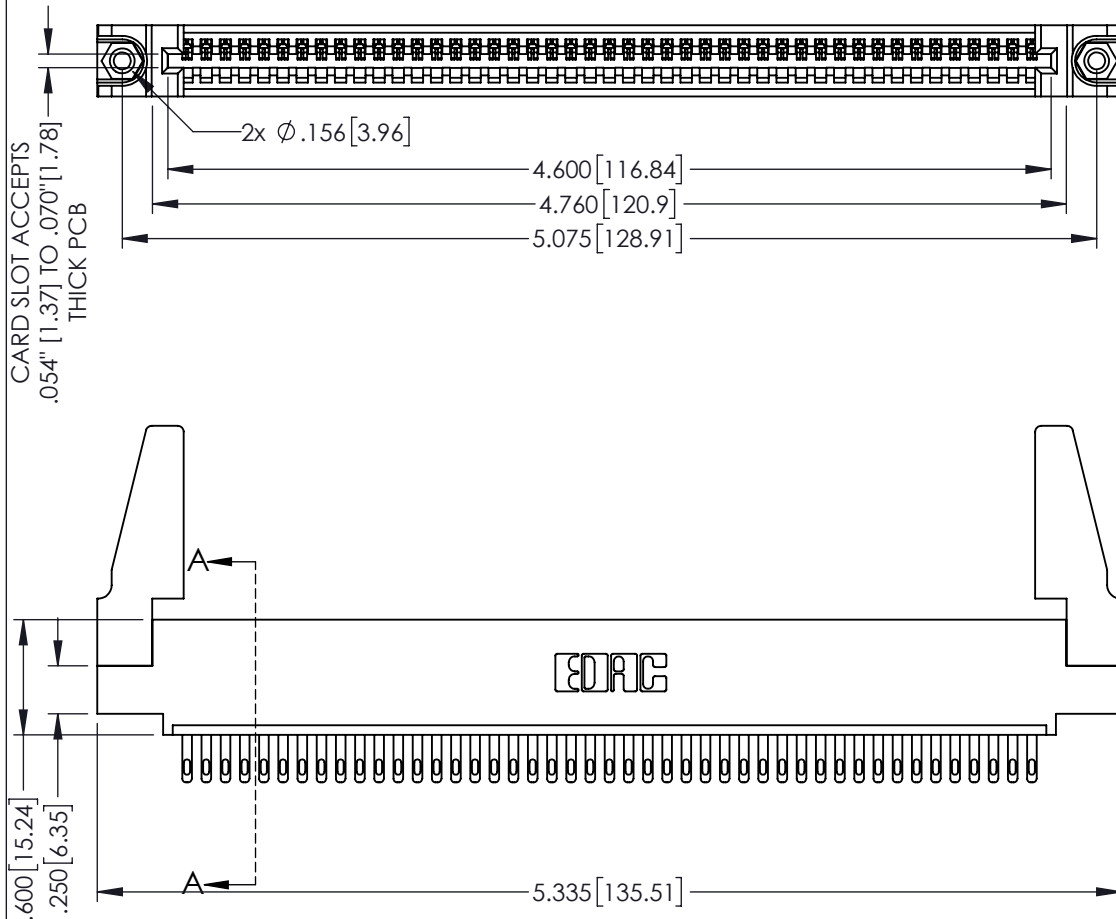 2x Ø.156[3.96]
4.600[116.84]
4.760[120.9]
5.075[128.91]
CARD SLOT ACCEPTS
.054" [1.37] TO .070"[1.78]
THICK PCB
A
EDAC
.600[15.24]
.250[6.35]
A
5.335[135.51]